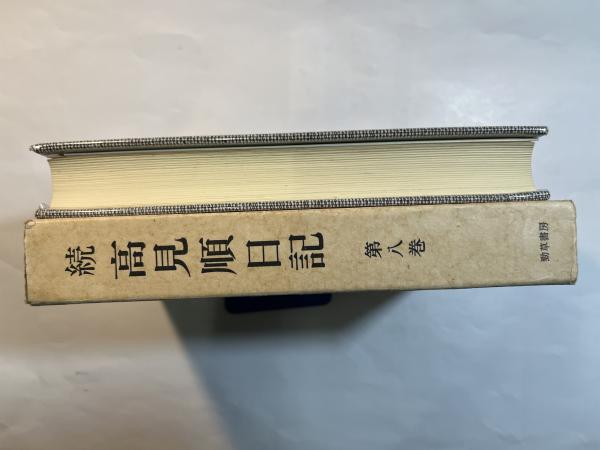 続 高見順日記 第八巻
勁草書房